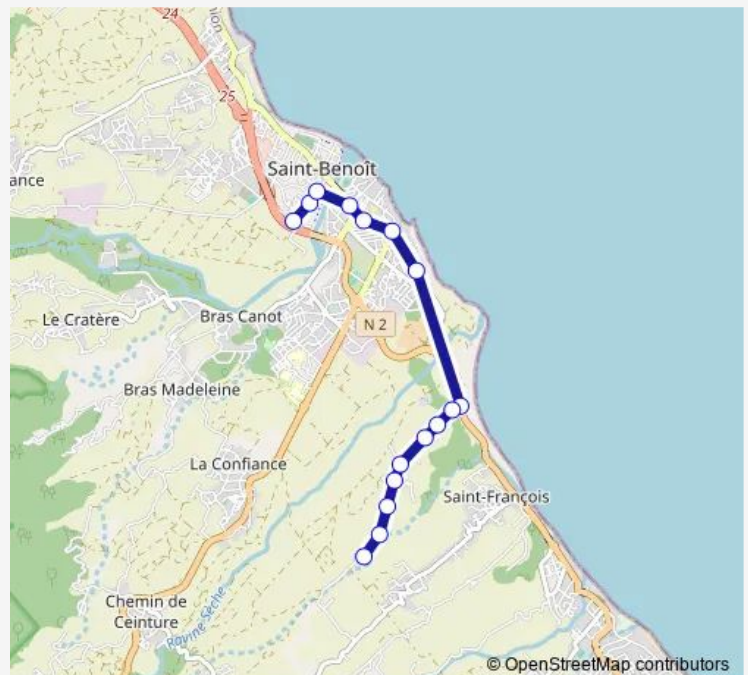 24
25
Saint-Benoît
ance
Le Cratère
Bras Canot
N 2
Bras Madeleine
La Confiance
Saint-François
Chemin de
Ceinture
Ravine Sèche
© OpenStreetMap contributors